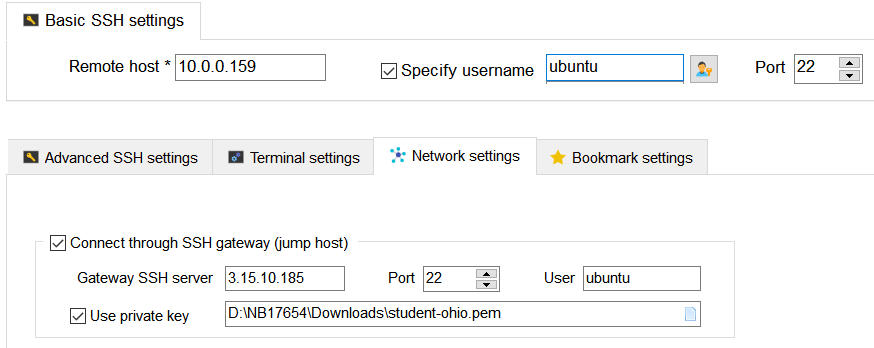 Basic SSH settings
Remote host * 10.0.0.159 Specify username ubuntu Port 22
Advanced SSH settings Terminal settings Network settings Bookmark settings
Connect through SSH gateway (jump host)
Gateway SSH server 3.15.10.185 Port 22 User ubuntu
Use private key D:\NB17654\Downloads\student-ohio.pem